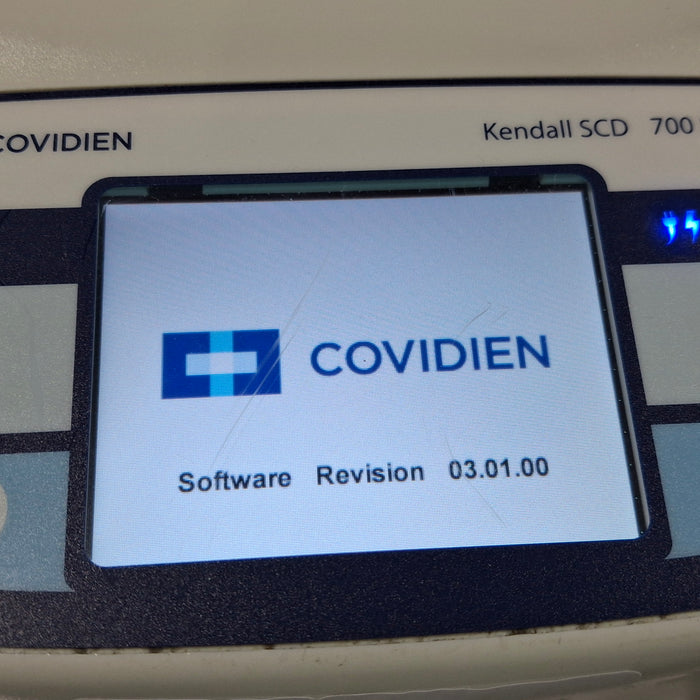 COVIDIEN
Kendall SCD 700
COVIDIEN
Software Revision 03.01.00